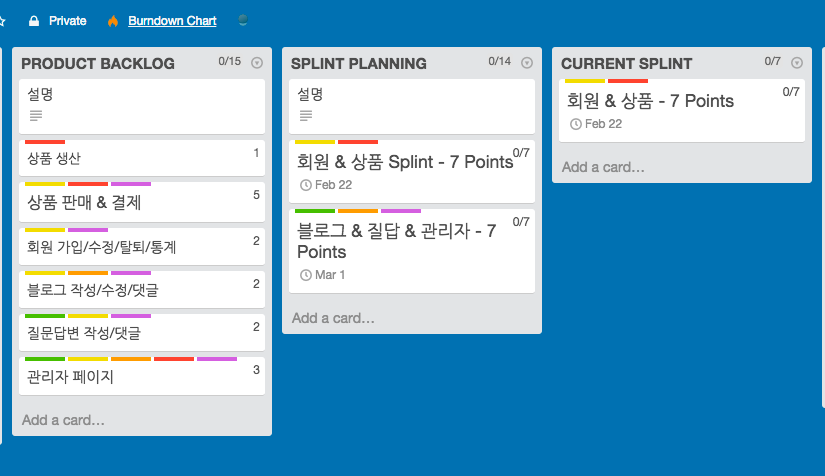 Private
Burndown Chart
PRODUCT BACKLOG
0/15
설명
상품 생산
1
상품 판매 & 결제
5
회원 가입/수정/탈퇴/통계
2
블로그 작성/수정/댓글
2
질문답변 작성/댓글
2
관리자 페이지
3
Add a card…
SPLINT PLANNING
0/14
설명
회원 & 상품 Splint - 7 Points
0/7
Feb 22
블로그 & 질답 & 관리자 - 7
Points
0/7
Mar 1
Add a card…
CURRENT SPLINT
0/7
회원 & 상품 - 7 Points
0/7
Feb 22
Add a card…